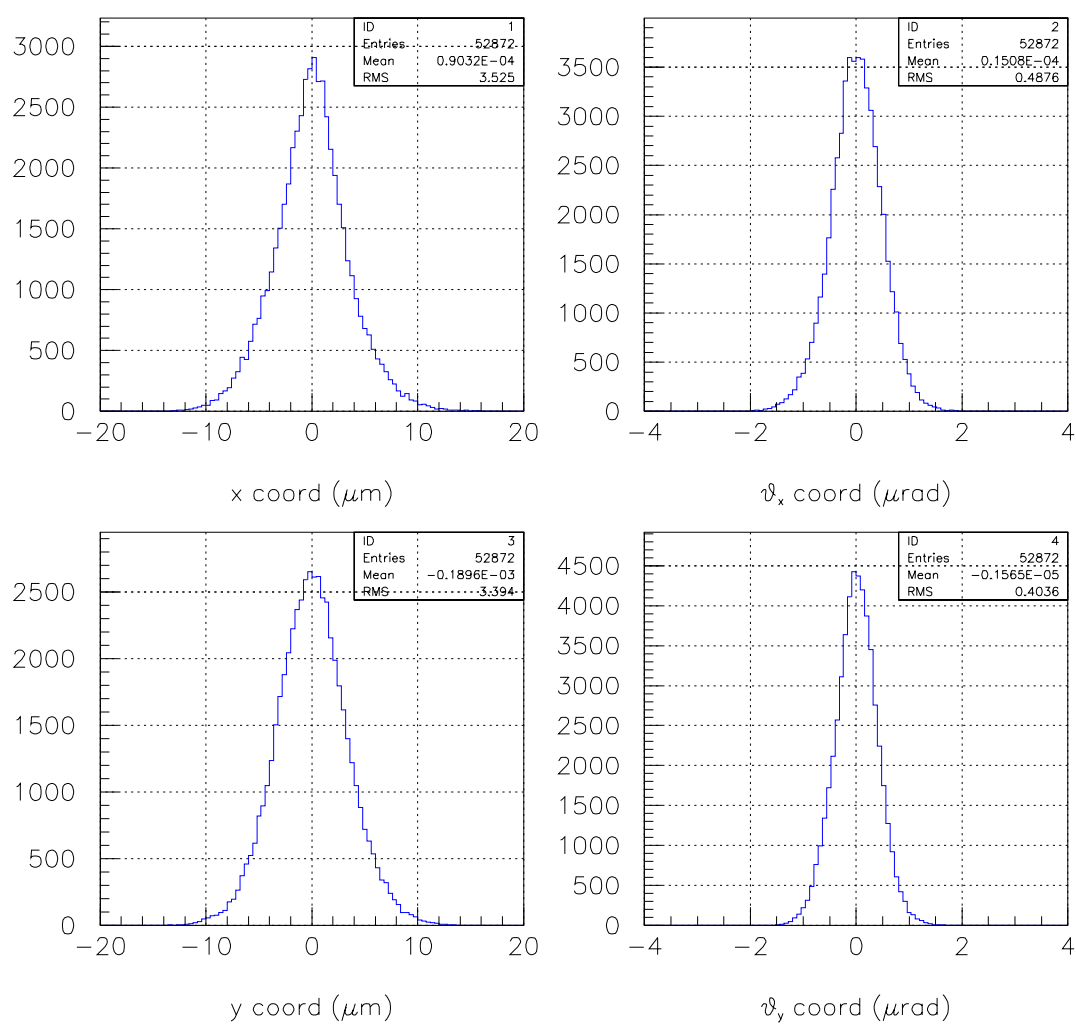 ID 1
Entries 52872
Mean 0.9032E-04
RMS 3.525
3000
2500
2000
1500
1000
500
0
−20 −10 0 10 20
x coord (μm)
ID 2
Entries 52872
Mean 0.1508E-04
RMS 0.4876
3500
3000
2500
2000
1500
1000
500
0
−4 −2 0 2 4
ϑx coord (μrad)
ID 3
Entries 52872
Mean −0.1896E-03
RMS 3.394
2500
2000
1500
1000
500
0
−20 −10 0 10 20
y coord (μm)
ID 4
Entries 52872
Mean −0.1565E-05
RMS 0.4036
4500
4000
3500
3000
2500
2000
1500
1000
500
0
−4 −2 0 2 4
ϑy coord (μrad)